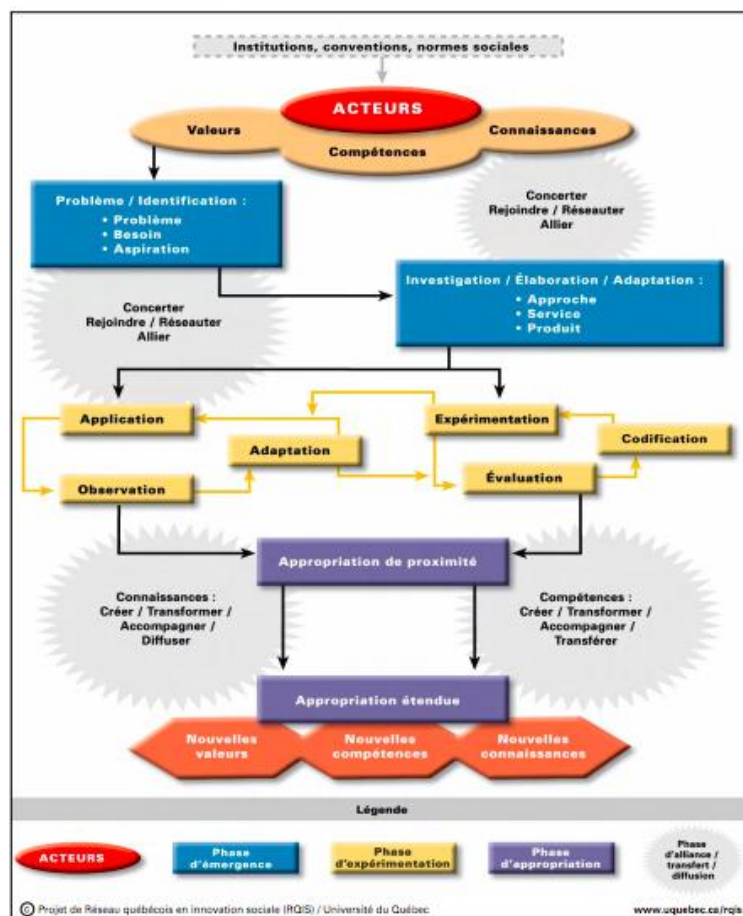 Institutions, conventions, normes sociales
ACTEURS
Valeurs
Connaissances
Compétences
Problème / Identification :
• Problème
• Besoin
• Aspiration
Concerter
Rejoindre / Réseauter
Allier
Investigation / Élaboration / Adaptation :
• Approche
• Service
• Produit
Concerter
Rejoindre / Réseauter
Allier
Application
Expérimentation
Adaptation
Codification
Observation
Évaluation
Appropriation de proximité
Connaissances :
Créer / Transformer /
Accompagner /
Diffuser
Compétences :
Créer / Transformer /
Accompagner /
Transférer
Appropriation étendue
Nouvelles
valeurs
Nouvelles
compétences
Nouvelles
connaissances
Légende
ACTEURS
Phase
d'émergence
Phase
d'expérimentation
Phase
d'appropriation
Phase
d'alliance /
transfert /
diffusion
© Projet de Réseau québécois en innovation sociale (RQIS) / Université du Québec
www.uquebec.ca/rqis